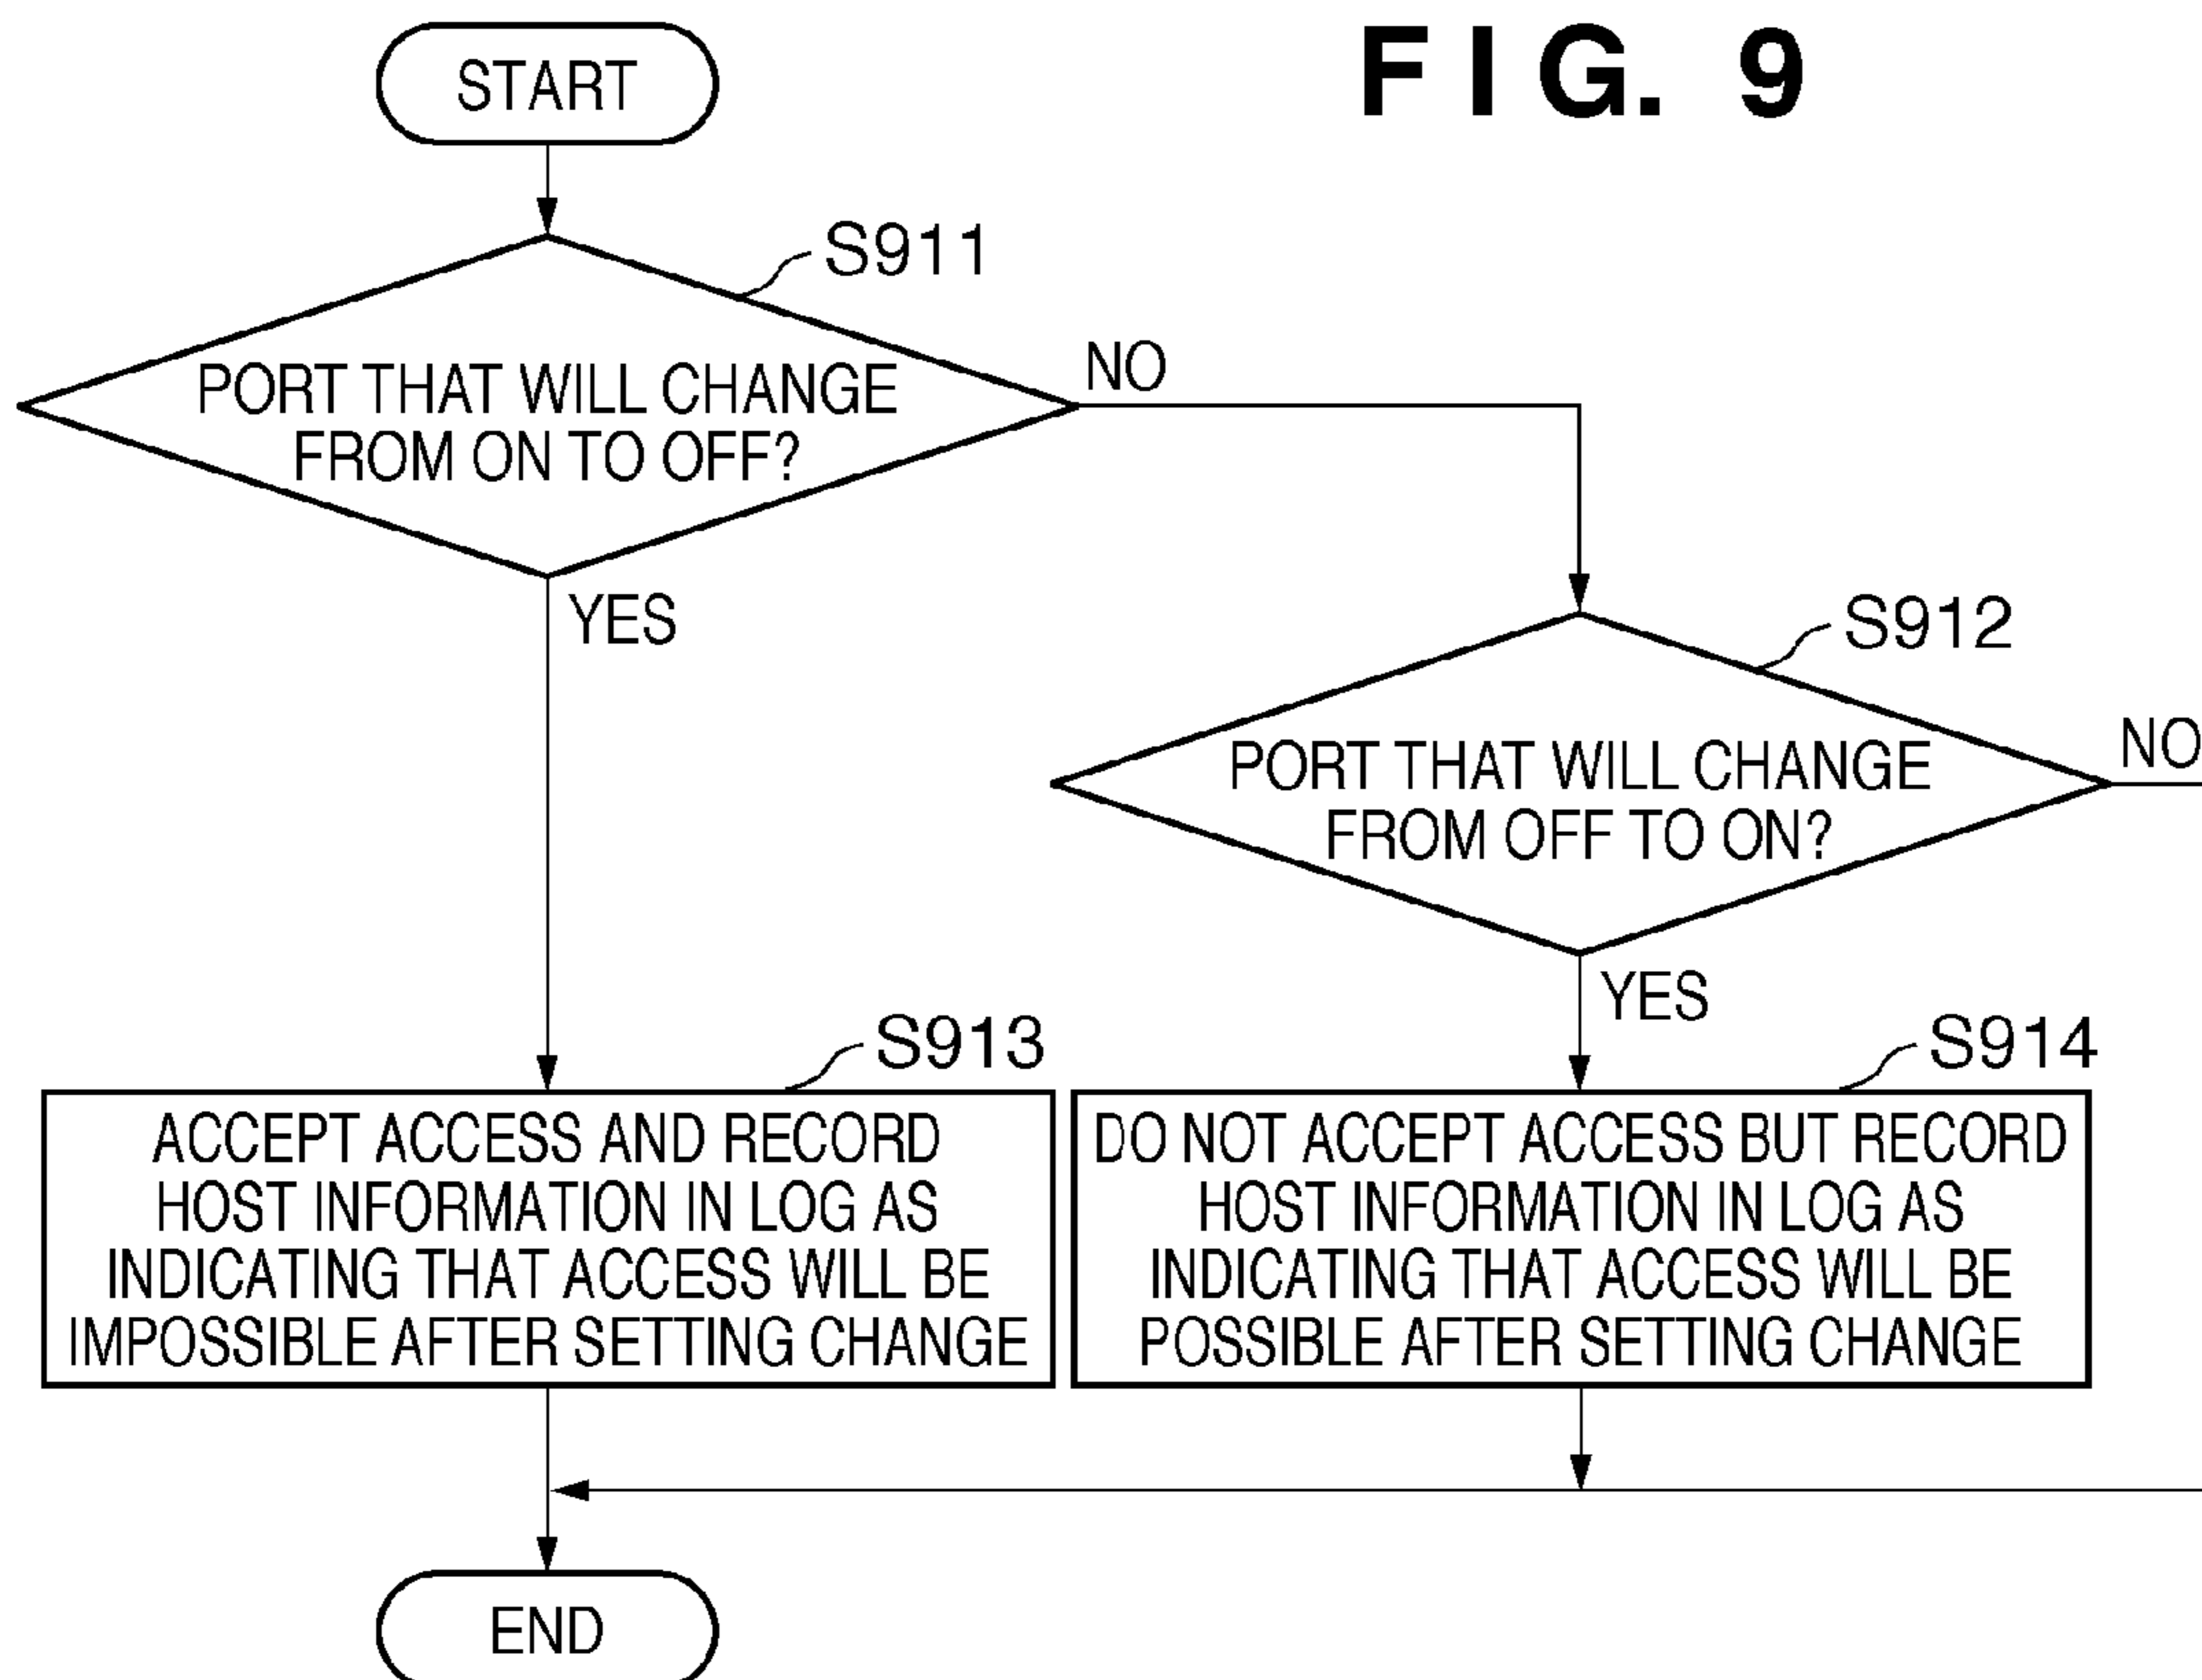 FIG. 9
START
S911
PORT THAT WILL CHANGE
FROM ON TO OFF?
NO
YES
S912
PORT THAT WILL CHANGE
FROM OFF TO ON?
NO
YES
S913
ACCEPT ACCESS AND RECORD
HOST INFORMATION IN LOG AS
INDICATING THAT ACCESS WILL BE
IMPOSSIBLE AFTER SETTING CHANGE
S914
DO NOT ACCEPT ACCESS BUT RECORD
HOST INFORMATION IN LOG AS
INDICATING THAT ACCESS WILL BE
POSSIBLE AFTER SETTING CHANGE
END